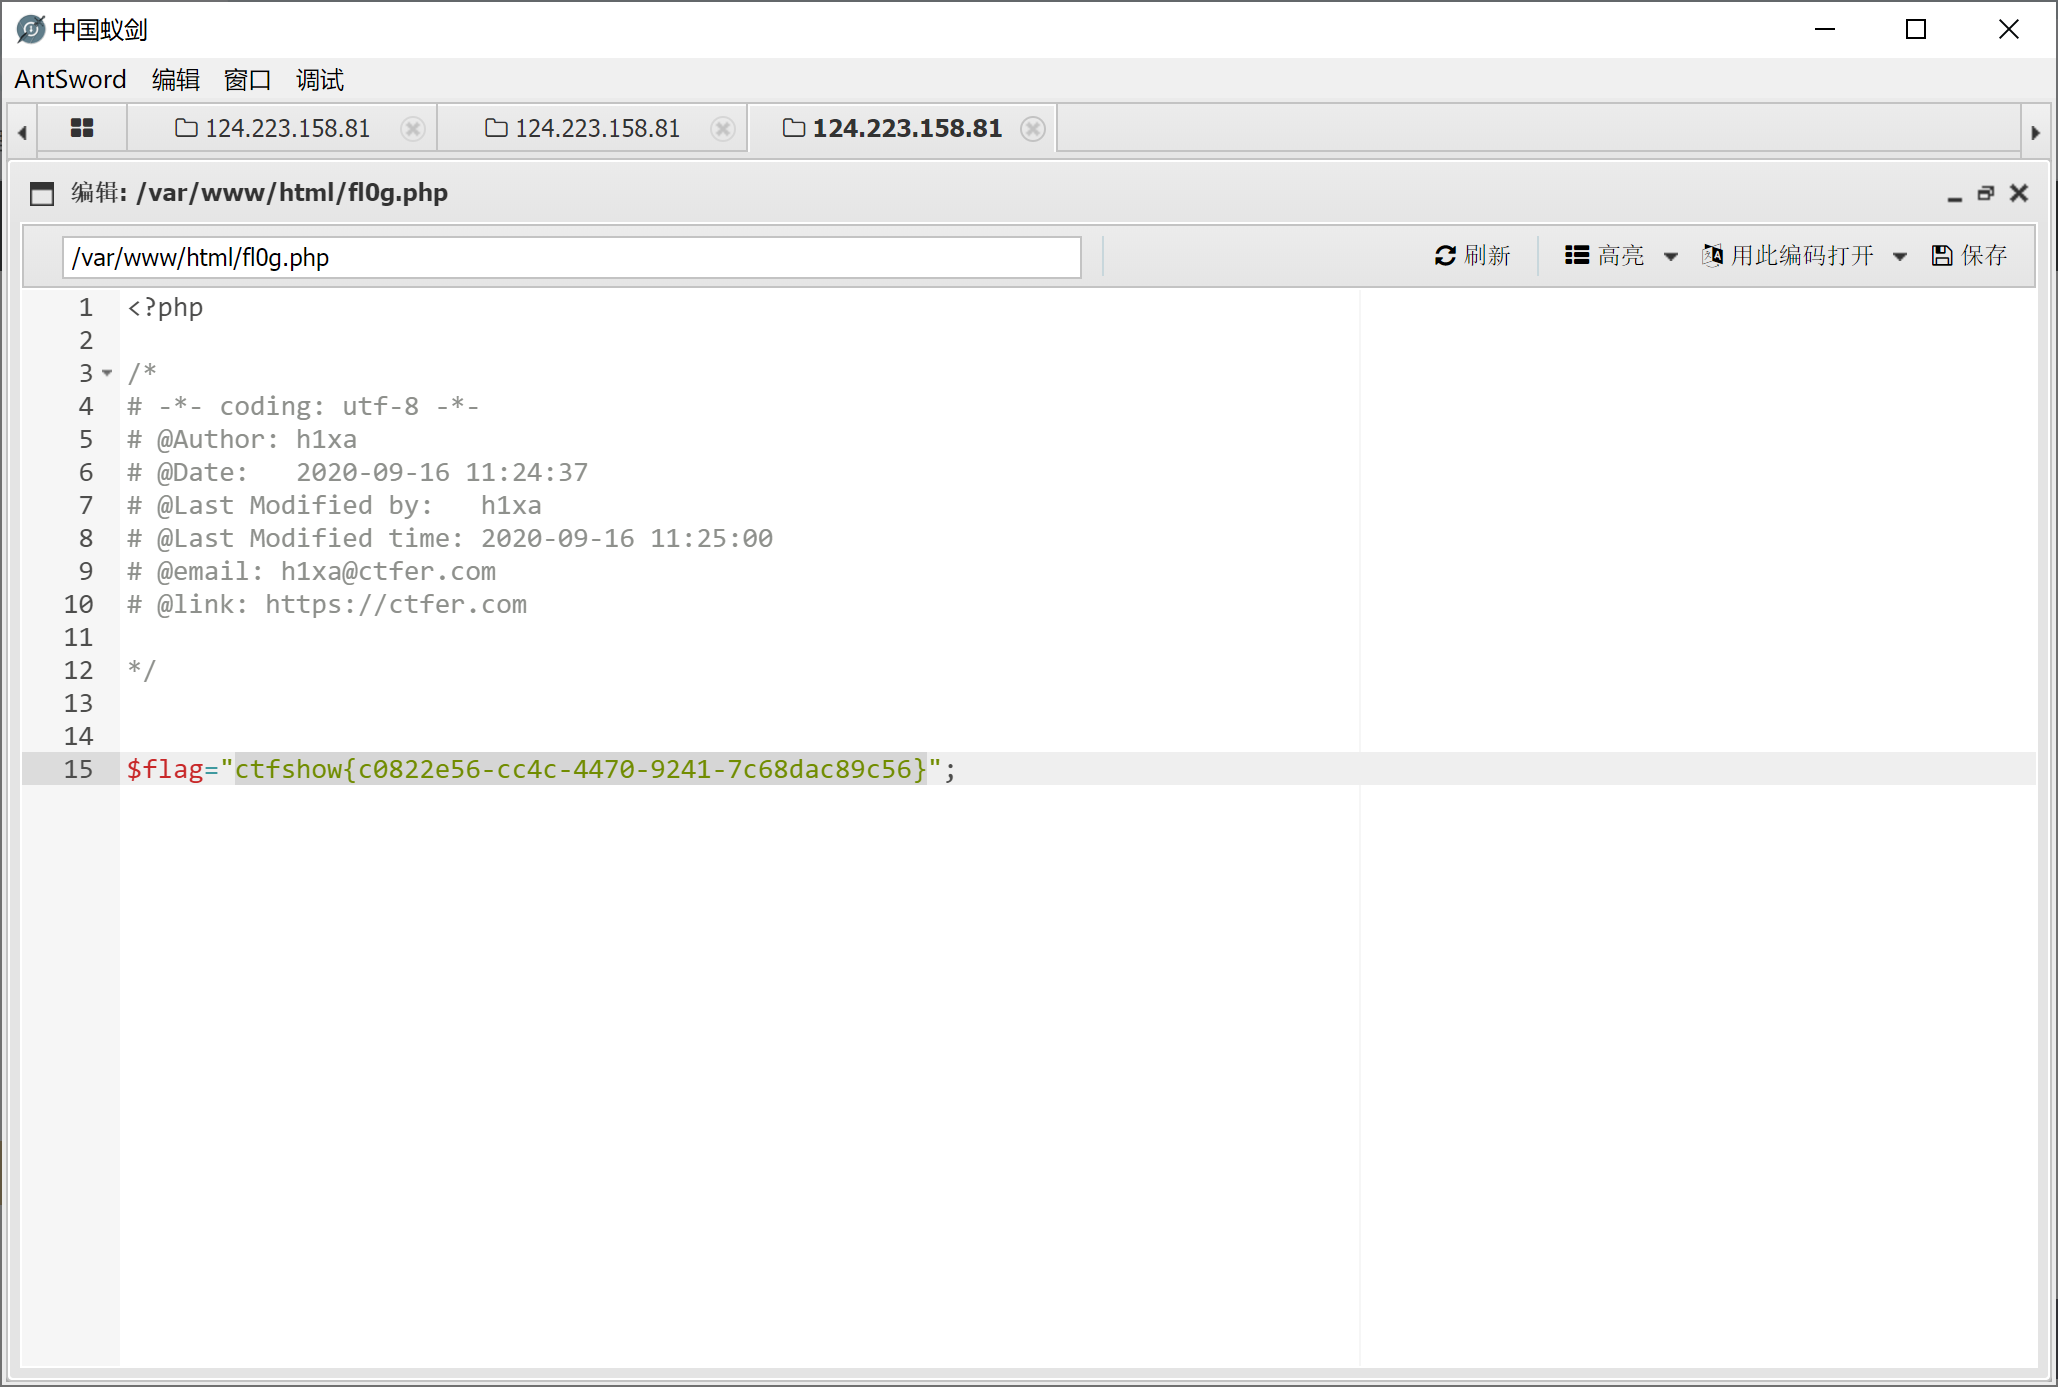 中国蚁剑
AntSword 编辑 窗口 调试
124.223.158.81 124.223.158.81 124.223.158.81
编辑: /var/www/html/fl0g.php
/var/www/html/fl0g.php 刷新 高亮 用此编码打开 保存
1 <?php
2
3 /*
4 # -*- coding: utf-8 -*-
5 # @Author: h1xa
6 # @Date:   2020-09-16 11:24:37
7 # @Last Modified by:   h1xa
8 # @Last Modified time: 2020-09-16 11:25:00
9 # @email: h1xa@ctfer.com
10 # @link: https://ctfer.com
11
12 */
13
14
15 $flag="ctfshow{c0822e56-cc4c-4470-9241-7c68dac89c56}";